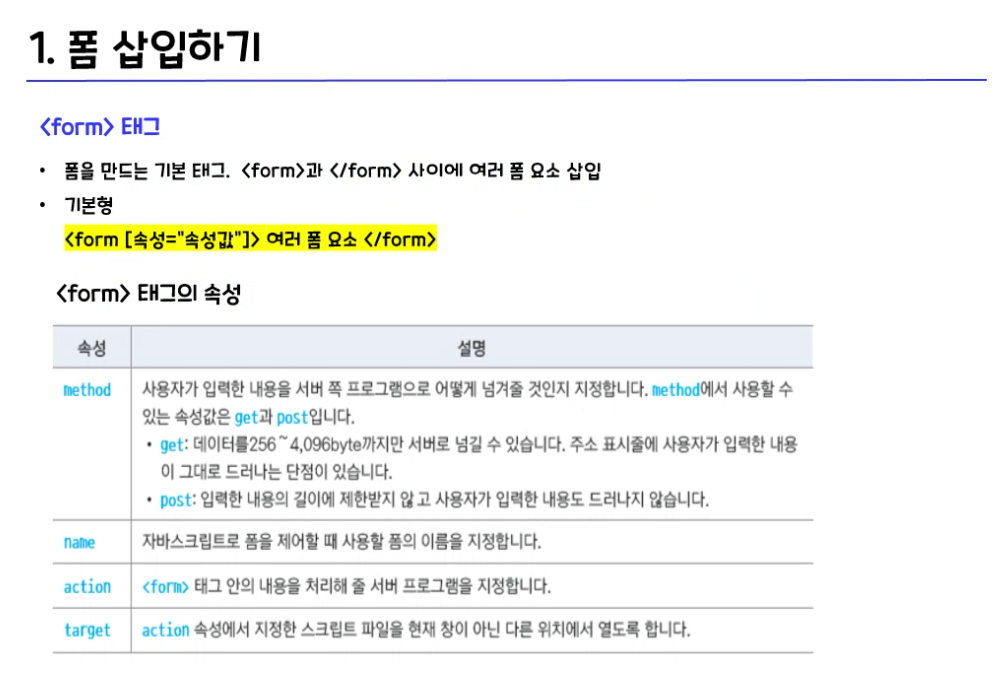 1. 폼 삽입하기
<form> 태그
• 폼을 만드는 기본 태그. <form>과 </form> 사이에 여러 폼 요소 삽입
• 기본형
<form [속성="속성값"]> 여러 폼 요소 </form>
<form> 태그의 속성
속성 설명
method 사용자가 입력한 내용을 서버 쪽 프로그램으로 어떻게 넘겨줄 것인지 지정합니다. method에서 사용할 수
있는 속성값은 get과 post입니다.
• get: 데이터를256~4,096byte까지만 서버로 넘길 수 있습니다. 주소 표시줄에 사용자가 입력한 내용
이 그대로 드러나는 단점이 있습니다.
• post: 입력한 내용의 길이에 제한받지 않고 사용자가 입력한 내용도 드러나지 않습니다.
name 자바스크립트로 폼을 제어할 때 사용할 폼의 이름을 지정합니다.
action <form> 태그 안의 내용을 처리해 줄 서버 프로그램을 지정합니다.
target action 속성에서 지정한 스크립트 파일을 현재 창이 아닌 다른 위치에서 열도록 합니다.